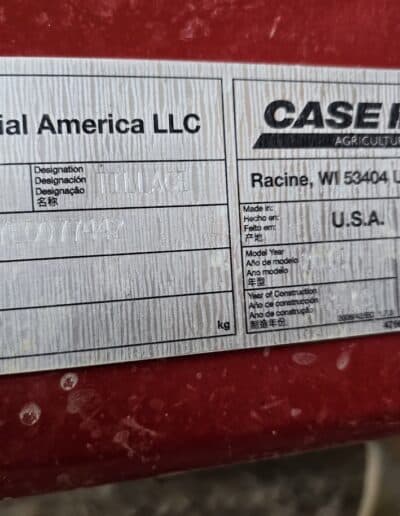 ial America LLC
Designation
Designación
Designação
名称
TILLAGE
kg
CASE I
AGRICULTU
Racine, WI 53404 U
Made in:
Hecho en:
Feito em:
产地
U.S.A.
Model Year
Año de modelo
Ano modelo
年型
Year of Construction
Año de construcción
Ano de construção
制造年份